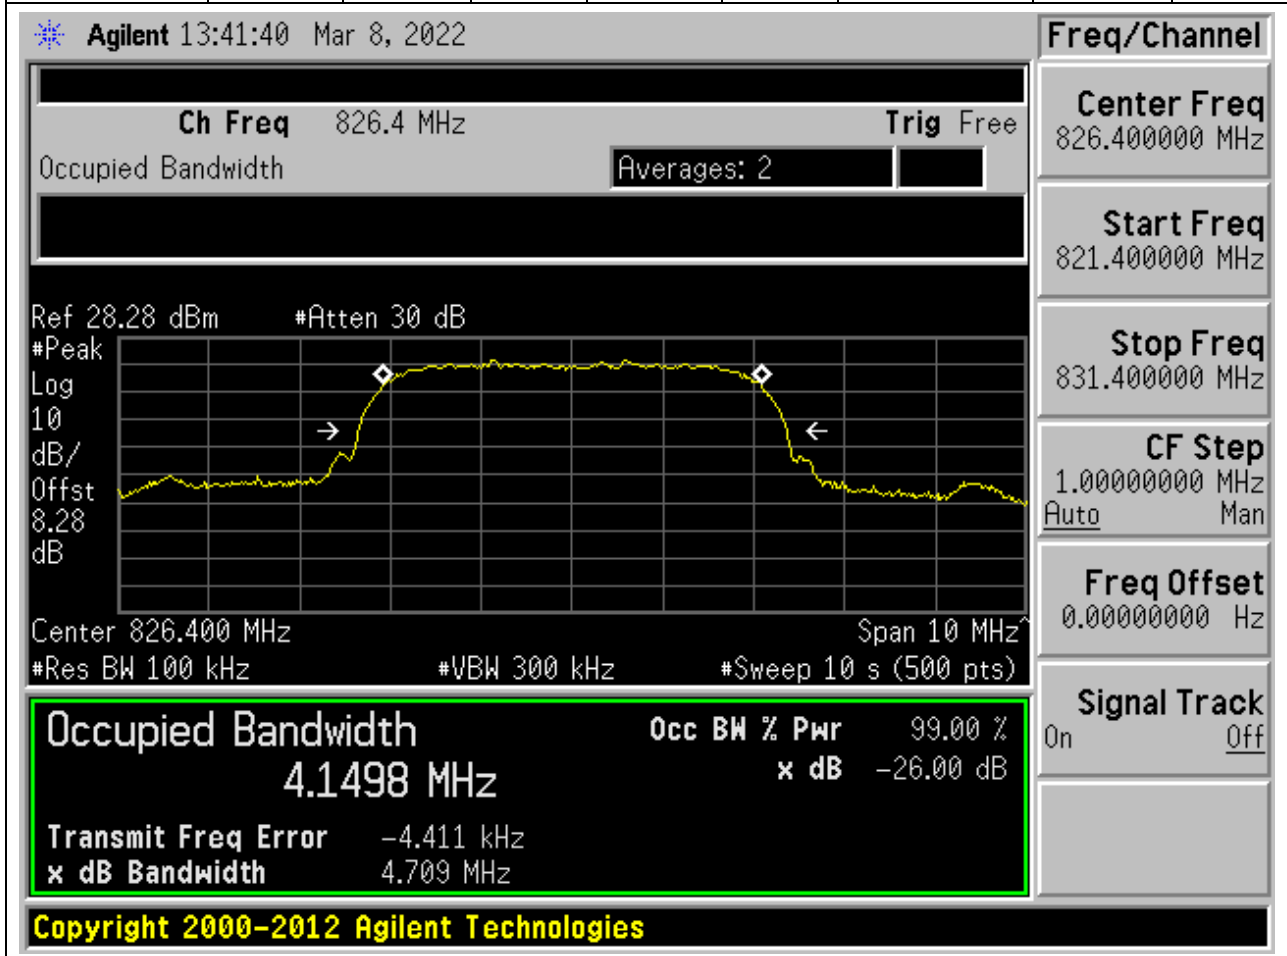 Agilent 13:41:40 Mar 8, 2022
Freq/Channel
Ch Freq 826.4 MHz
Trig Free
Occupied Bandwidth
Averages: 2
Center Freq
826.400000 MHz
Start Freq
821.400000 MHz
Stop Freq
831.400000 MHz
CF Step
1.00000000 MHz
Auto Man
Freq Offset
0.00000000 Hz
Signal Track
On Off
Ref 28.28 dBm #Atten 30 dB
#Peak
Log
10
dB/
Offst
8.28
dB
Center 826.400 MHz Span 10 MHz^
#Res BW 100 kHz #VBW 300 kHz #Sweep 10 s (500 pts)
Occupied Bandwidth
4.1498 MHz
Occ BW % Pwr 99.00 %
x dB -26.00 dB
Transmit Freq Error -4.411 kHz
x dB Bandwidth 4.709 MHz
Copyright 2000-2012 Agilent Technologies